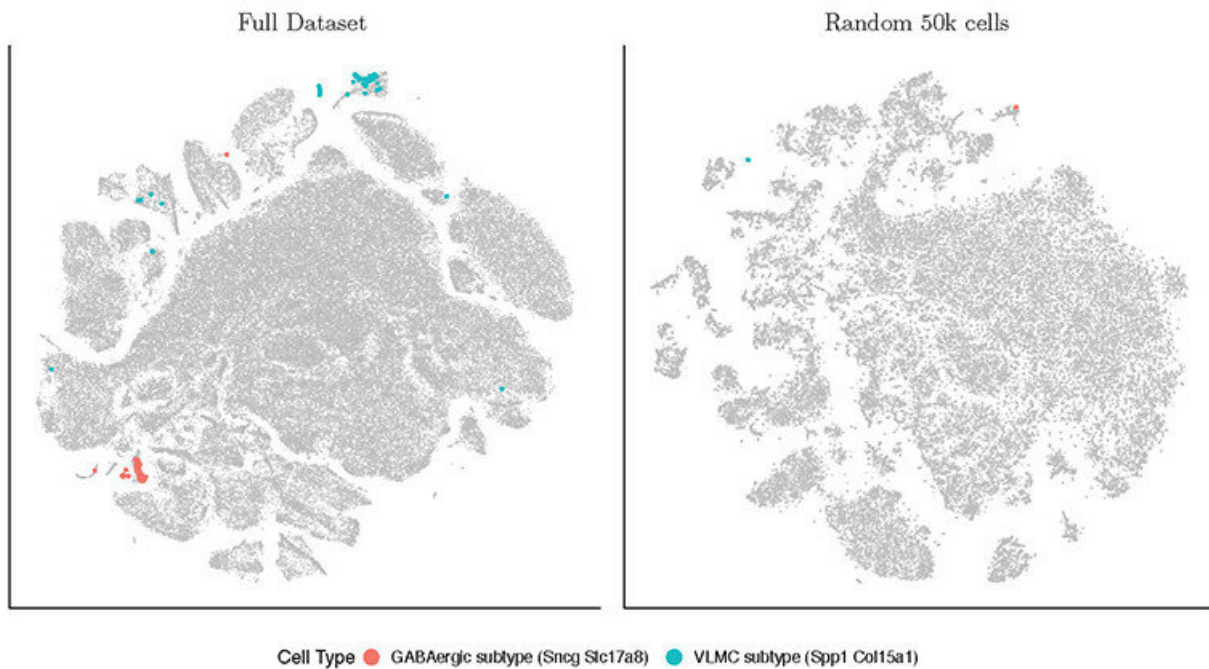 Full Dataset
Random 50k cells
Cell Type GABAergic subtype (Sncg Slc17a8) VLMC subtype (Spp1 Col15a1)